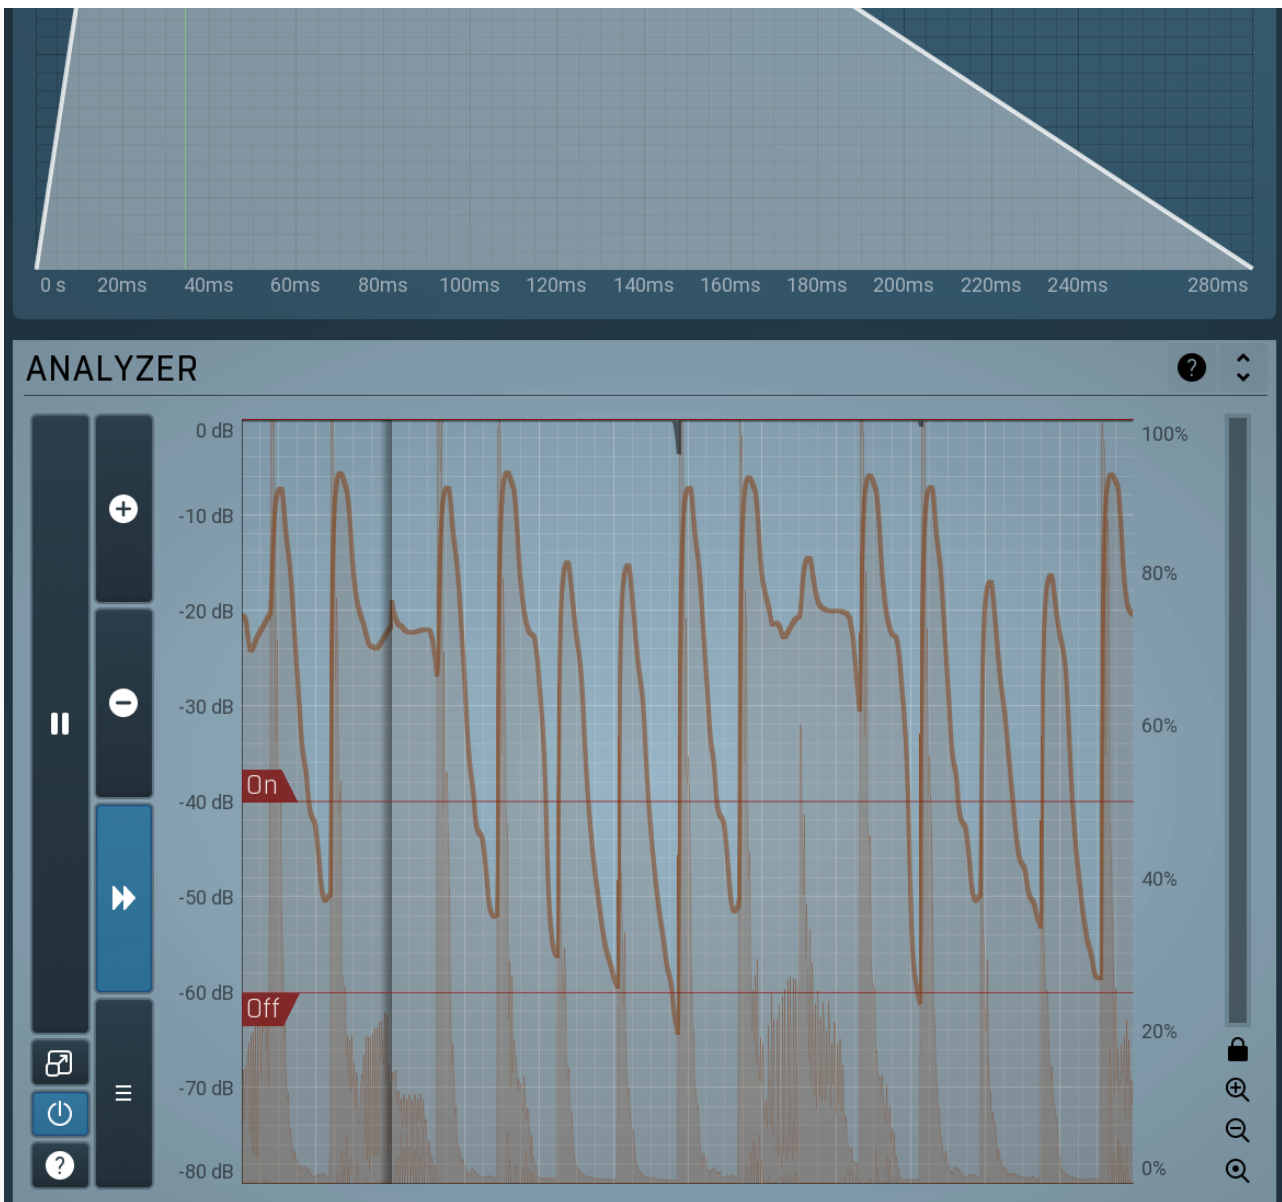 0 s 20ms 40ms 60ms 80ms 100ms 120ms 140ms 160ms 180ms 200ms 220ms 240ms 280ms
ANALYZER
0 dB
-10 dB
-20 dB
-30 dB
On
-40 dB
-50 dB
-60 dB
Off
-70 dB
-80 dB
100%
80%
60%
40%
20%
0%